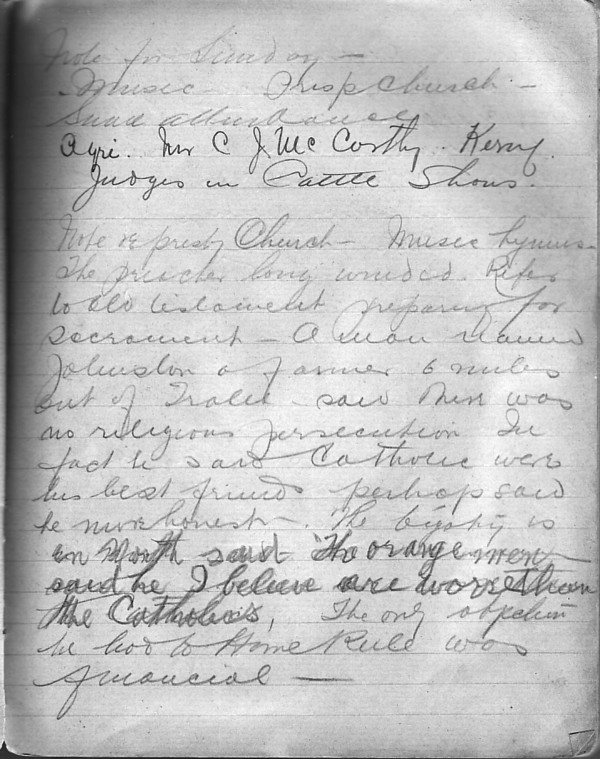 Note for Sunday —
Music Presp Church —
Small attendance
Agri. Mr C J McCarthy. Kerry.
Judges in Cattle Shows.
Note re presby Church — Music hymns —
The preacher long winded. Refer
to old testament preparing for
sacrament — A man named
Johnston a farmer 6 miles
out of Tralee said there was
no religious persecution In
fact he said Catholic were
his best friends perhaps said
he more honest —. The bigotry is
in North said The orange men
said he I believe are worse than
the Catholics, The only objection
he had to Home Rule was
financial —